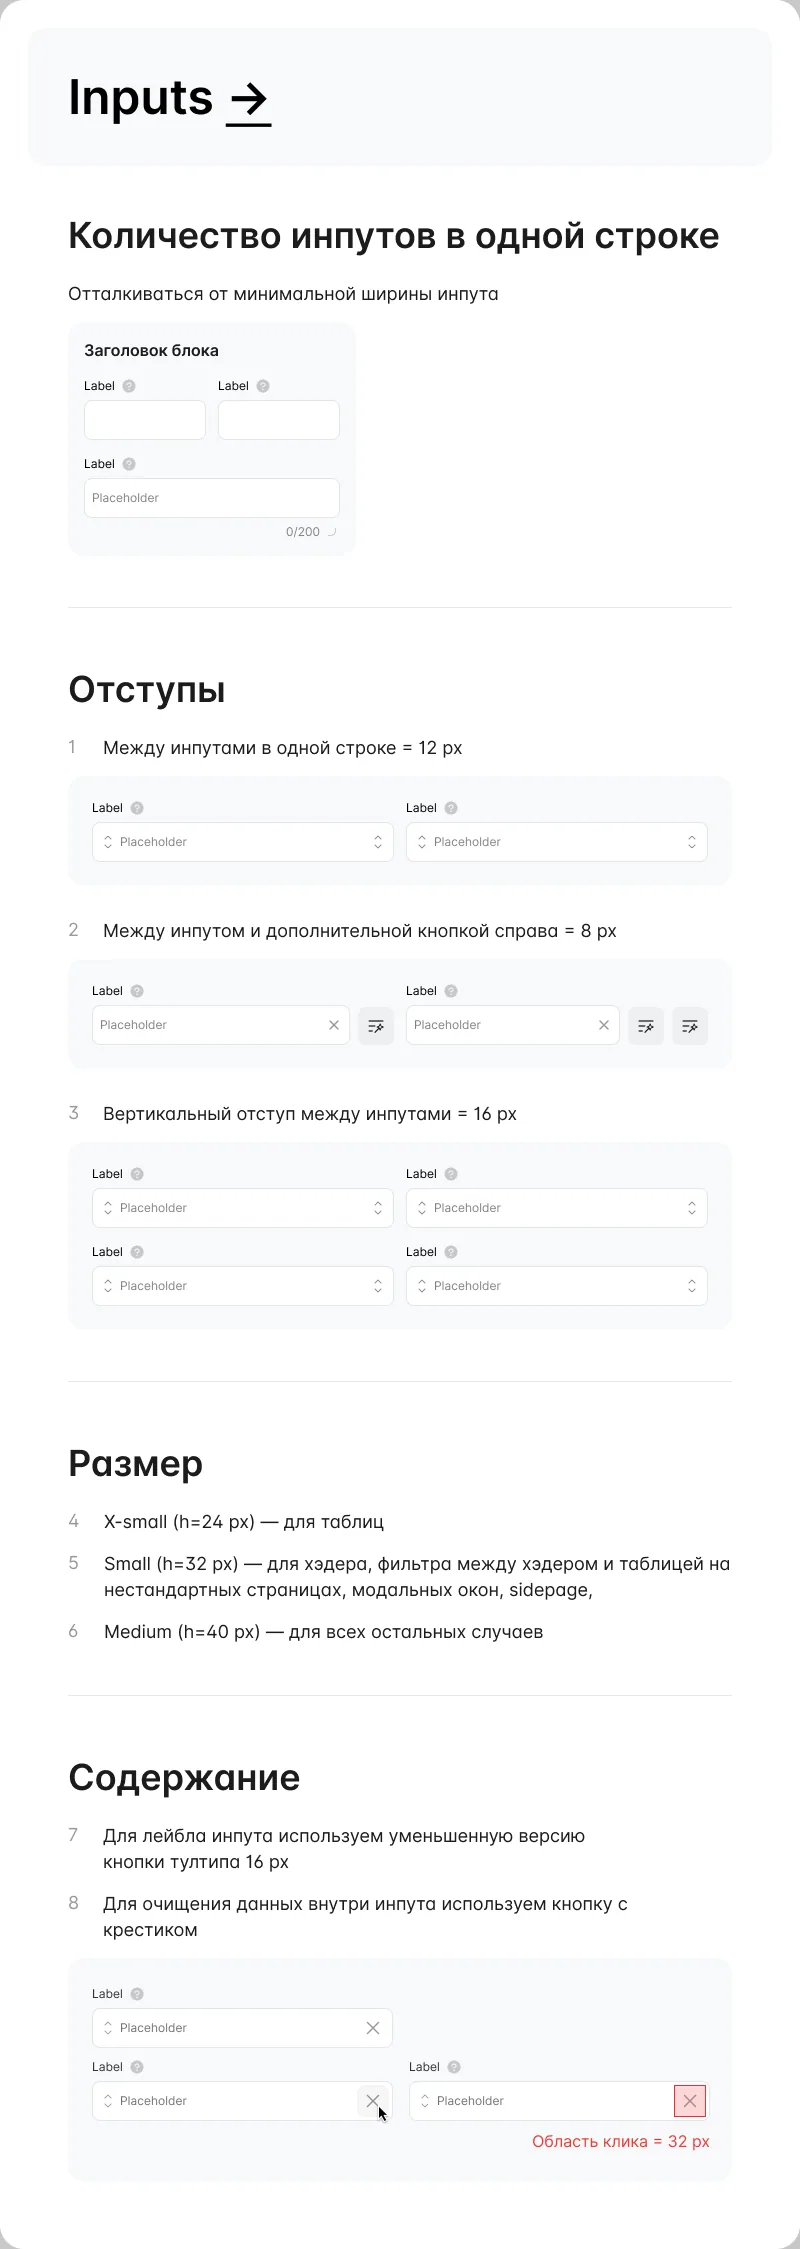 Inputs →
Количество инпутов в одной строке
Отталкиваться от минимальной ширины инпута
Заголовок блока
Label ? Label ?
Label ?
Placeholder
0/200
Отступы
1 Между инпутами в одной строке = 12 px
Label ? Label ?
Placeholder Placeholder
2 Между инпутом и дополнительной кнопкой справа = 8 px
Label ? Label ?
Placeholder Placeholder
3 Вертикальный отступ между инпутами = 16 px
Label ? Label ?
Placeholder Placeholder
Label ? Label ?
Placeholder Placeholder
Размер
4 X-small (h=24 px) — для таблиц
5 Small (h=32 px) — для хэдера, фильтра между хэдером и таблицей на
нестандартных страницах, модальных окон, sidepage,
6 Medium (h=40 px) — для всех остальных случаев
Содержание
7 Для лейбла инпута используем уменьшенную версию
кнопки тултипа 16 px
8 Для очищения данных внутри инпута используем кнопку с
крестиком
Label ?
Placeholder
Label ? Label ?
Placeholder Placeholder
Область клика = 32 px